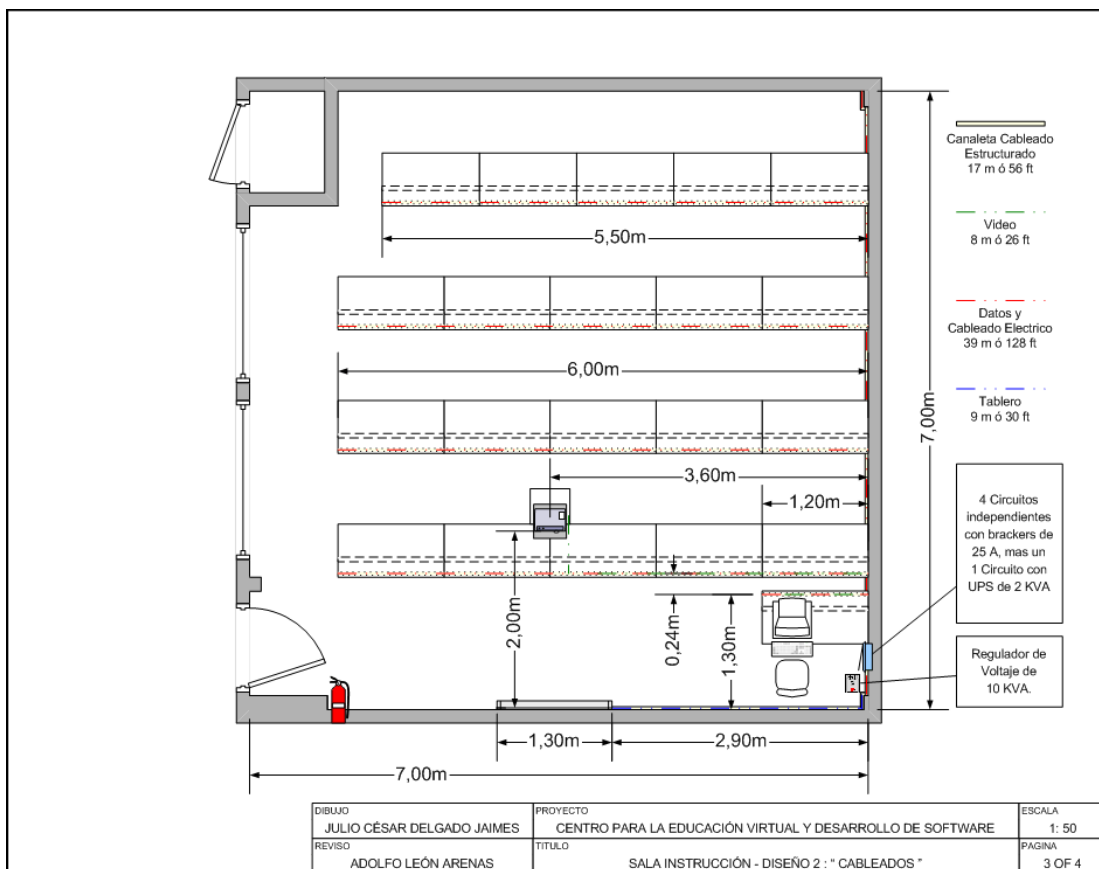 Canaleta Cableado
Estructurado
17 m ó 56 ft
5,50m
Video
8 m ó 26 ft
Datos y
Cableado Electrico
39 m ó 128 ft
6,00m
Tablero
9 m ó 30 ft
7,00m
3,60m
1,20m
4 Circuitos
independientes
con brackers de
25 A, mas un
1 Circuito con
UPS de 2 KVA
2,00m
0,24m
1,30m
Regulador de
Voltaje de
10 KVA.
1,30m
2,90m
7,00m
DIBUJO
JULIO CÉSAR DELGADO JAIMES
PROYECTO
CENTRO PARA LA EDUCACIÓN VIRTUAL Y DESARROLLO DE SOFTWARE
ESCALA
1: 50
REVISO
ADOLFO LEÓN ARENAS
TITULO
SALA INSTRUCCIÓN - DISEÑO 2 : “ CABLEADOS ”
PAGINA
3 OF 4